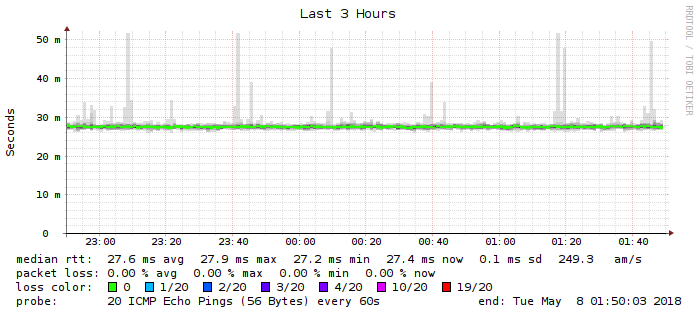 Last 3 Hours
RRDTOOL / TOBI OETIKER
Seconds
50 m
40 m
30 m
20 m
10 m
0
23:00 23:20 23:40 00:00 00:20 00:40 01:00 01:20 01:40
median rtt: 27.6 ms avg 27.9 ms max 27.2 ms min 27.4 ms now 0.1 ms sd 249.3 am/s
packet loss: 0.00 % avg 0.00 % max 0.00 % min 0.00 % now
loss color: 0 1/20 2/20 3/20 4/20 10/20 19/20
probe: 20 ICMP Echo Pings (56 Bytes) every 60s end: Tue May 8 01:50:03 2018